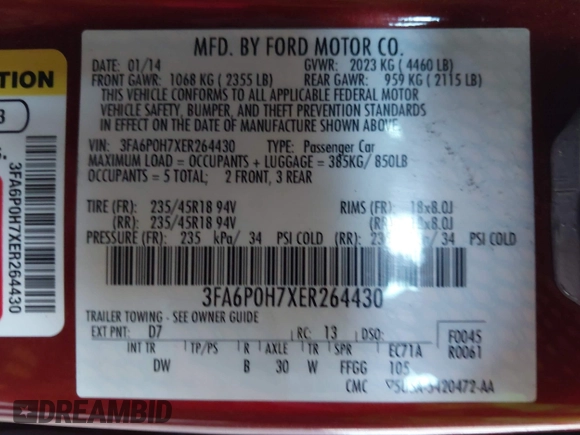 MFD. BY FORD MOTOR CO.
DATE: 01/14 GVWR: 2023 KG ( 4460 LB)
FRONT GAWR: 1068 KG ( 2355 LB) REAR GAWR: 959 KG ( 2115 LB)
THIS VEHICLE CONFORMS TO ALL APPLICABLE FEDERAL MOTOR
VEHICLE SAFETY, BUMPER, AND THEFT PREVENTION STANDARDS
IN EFFECT ON THE DATE OF MANUFACTURE SHOWN ABOVE.
VIN: 3FA6P0H7XER264430 TYPE: Passenger Car
MAXIMUM LOAD = OCCUPANTS + LUGGAGE = 385KG/ 850LB
OCCUPANTS = 5 TOTAL; 2 FRONT, 3 REAR
TIRE (FR): 235/45R18 94V RIMS (FR): 18x8.0J
(RR): 235/45R18 94V (RR): 8.0J
PRESSURE (FR): 235 kPa/ 34 PSI COLD (RR): kPa/ 34 PSI COLD
3FA6P0H7XER264430
TRAILER TOWING - SEE OWNER GUIDE
EXT PNT: D7 RC: 13 DSO: F0045
INT TR TP/PS R AXLE TR SPR EC71A R0061
DW B 30 W FFGG 105
CMC
TION
3FA6P0H7XER264430
DREAMBID